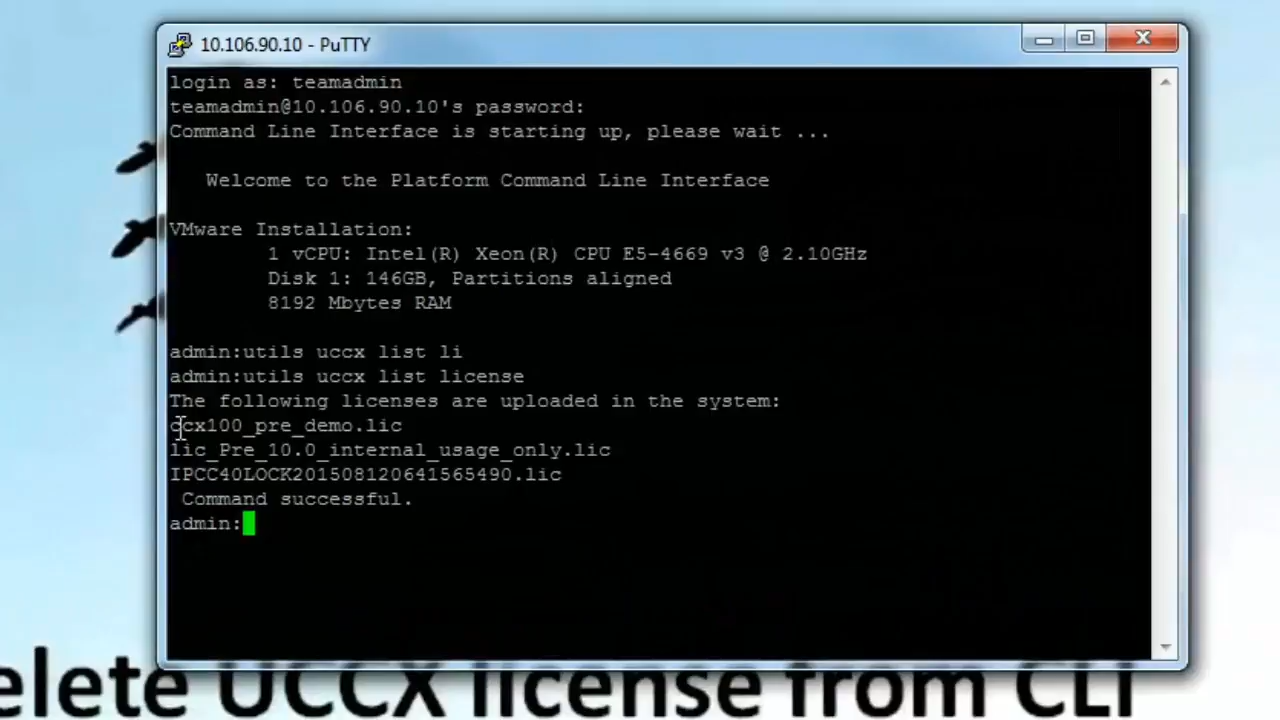 10.106.90.10 - PuTTY
login as: teamadmin
teamadmin@10.106.90.10's password:
Command Line Interface is starting up, please wait ...
Welcome to the Platform Command Line Interface
VMware Installation:
1 vCPU: Intel(R) Xeon(R) CPU E5-4669 v3 @ 2.10GHz
Disk 1: 146GB, Partitions aligned
8192 Mbytes RAM
admin:utils uccx list li
admin:utils uccx list license
The following licenses are uploaded in the system:
ccx100_pre_demo.lic
lic_Pre_10.0_internal_usage_only.lic
IPCC40LOCK201508120641565490.lic
Command successful.
admin:
elete UCCX license from CLI